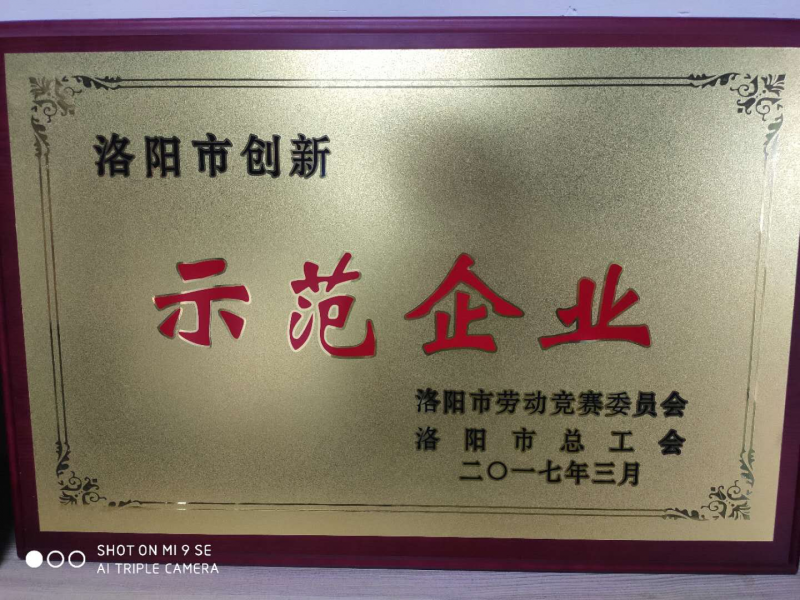 洛阳市创新
示范企业
洛阳市劳动竞赛委员会
洛阳市总工会
二〇一七年三月
SHOT ON MI 9 SE
AI TRIPLE CAMERA